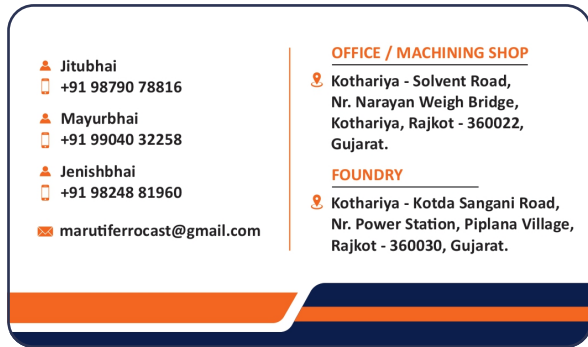 Jitubhai
+91 98790 78816
Mayurbhai
+91 99040 32258
Jenishbhai
+91 98248 81960
marutiferrocast@gmail.com
OFFICE / MACHINING SHOP
Kothariya - Solvent Road,
Nr. Narayan Weigh Bridge,
Kothariya, Rajkot - 360022,
Gujarat.
FOUNDRY
Kothariya - Kotda Sangani Road,
Nr. Power Station, Piplana Village,
Rajkot - 360030, Gujarat.